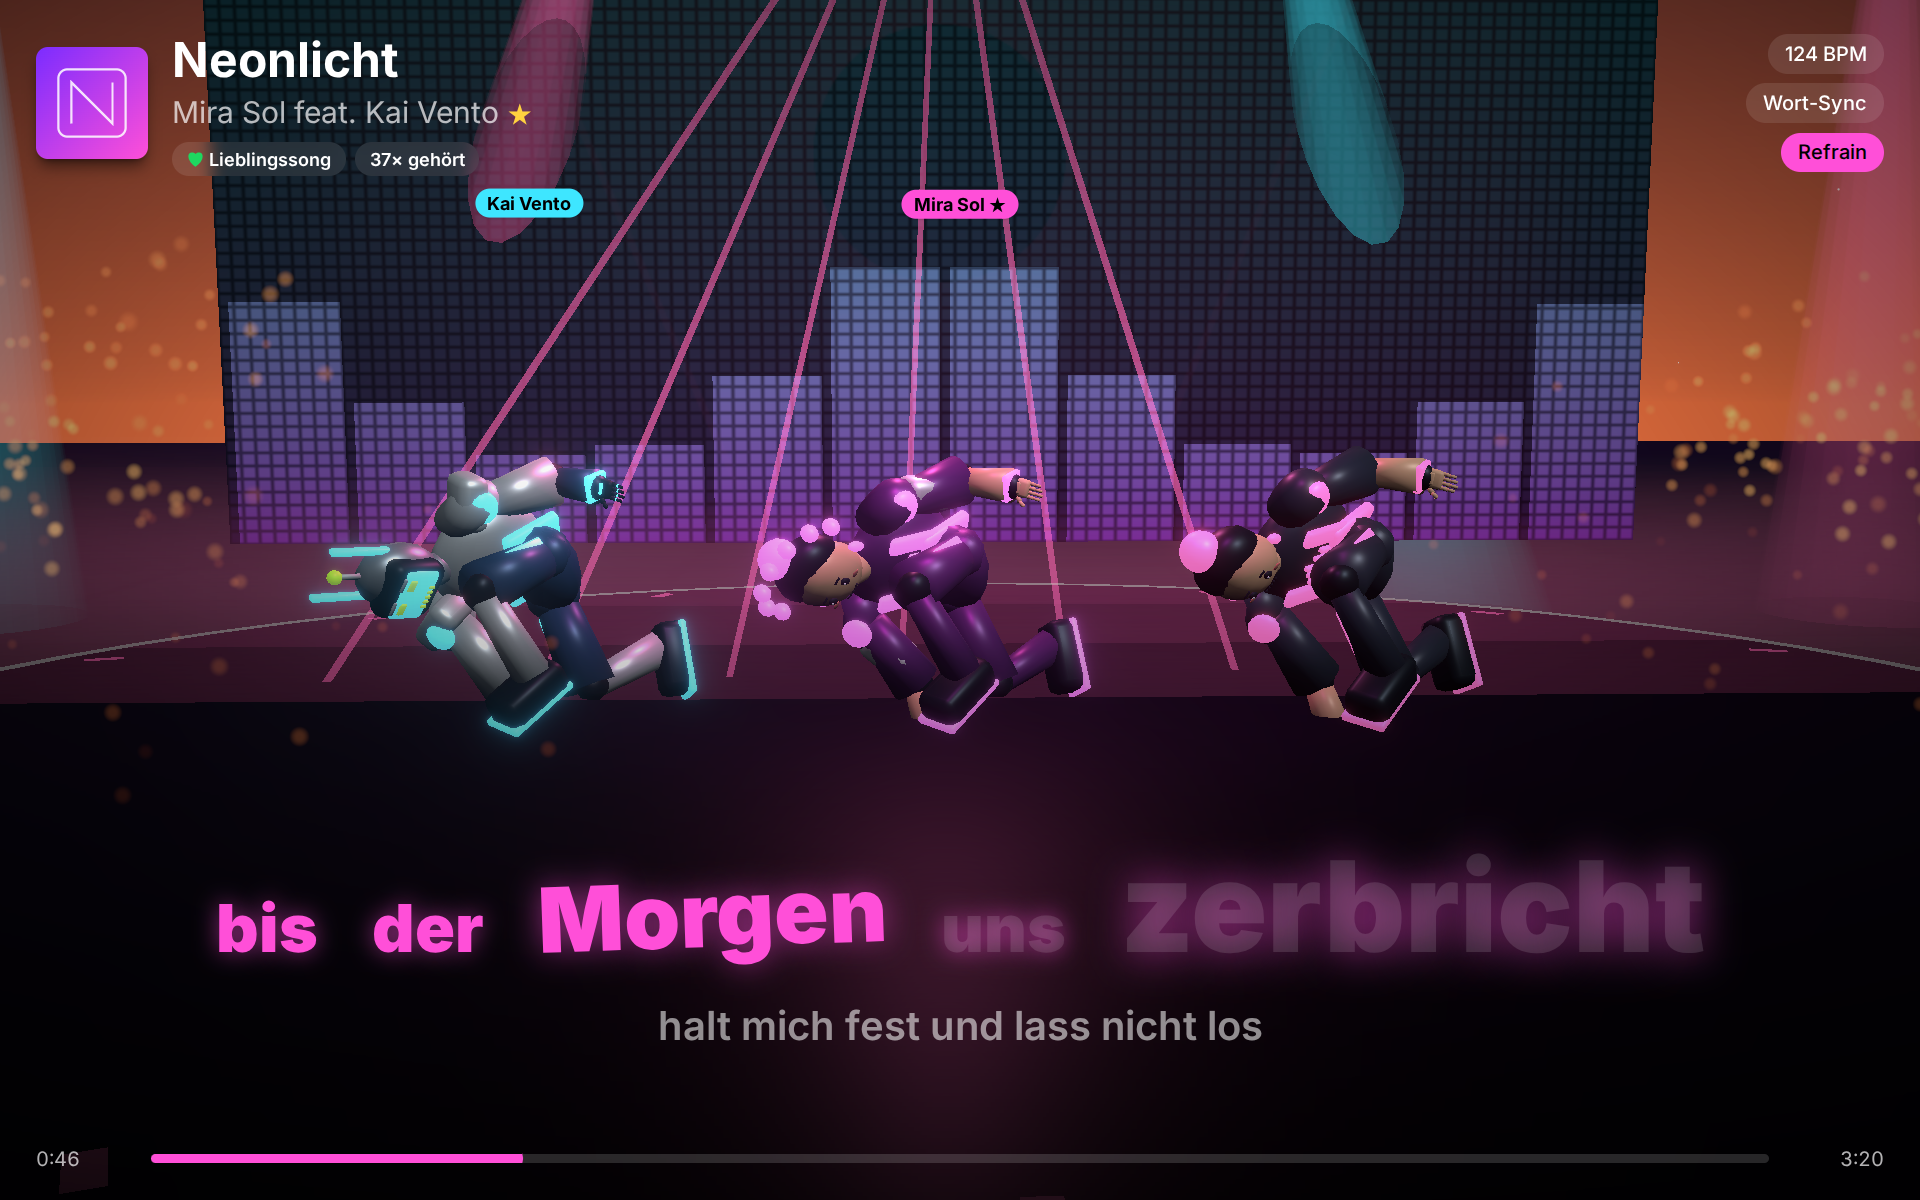 Neonlicht
Mira Sol feat. Kai Vento ★
Lieblingssong
37× gehört
124 BPM
Wort-Sync
Refrain
Kai Vento
Mira Sol ★
bis der Morgen uns zerbricht
halt mich fest und lass nicht los
0:46
3:20